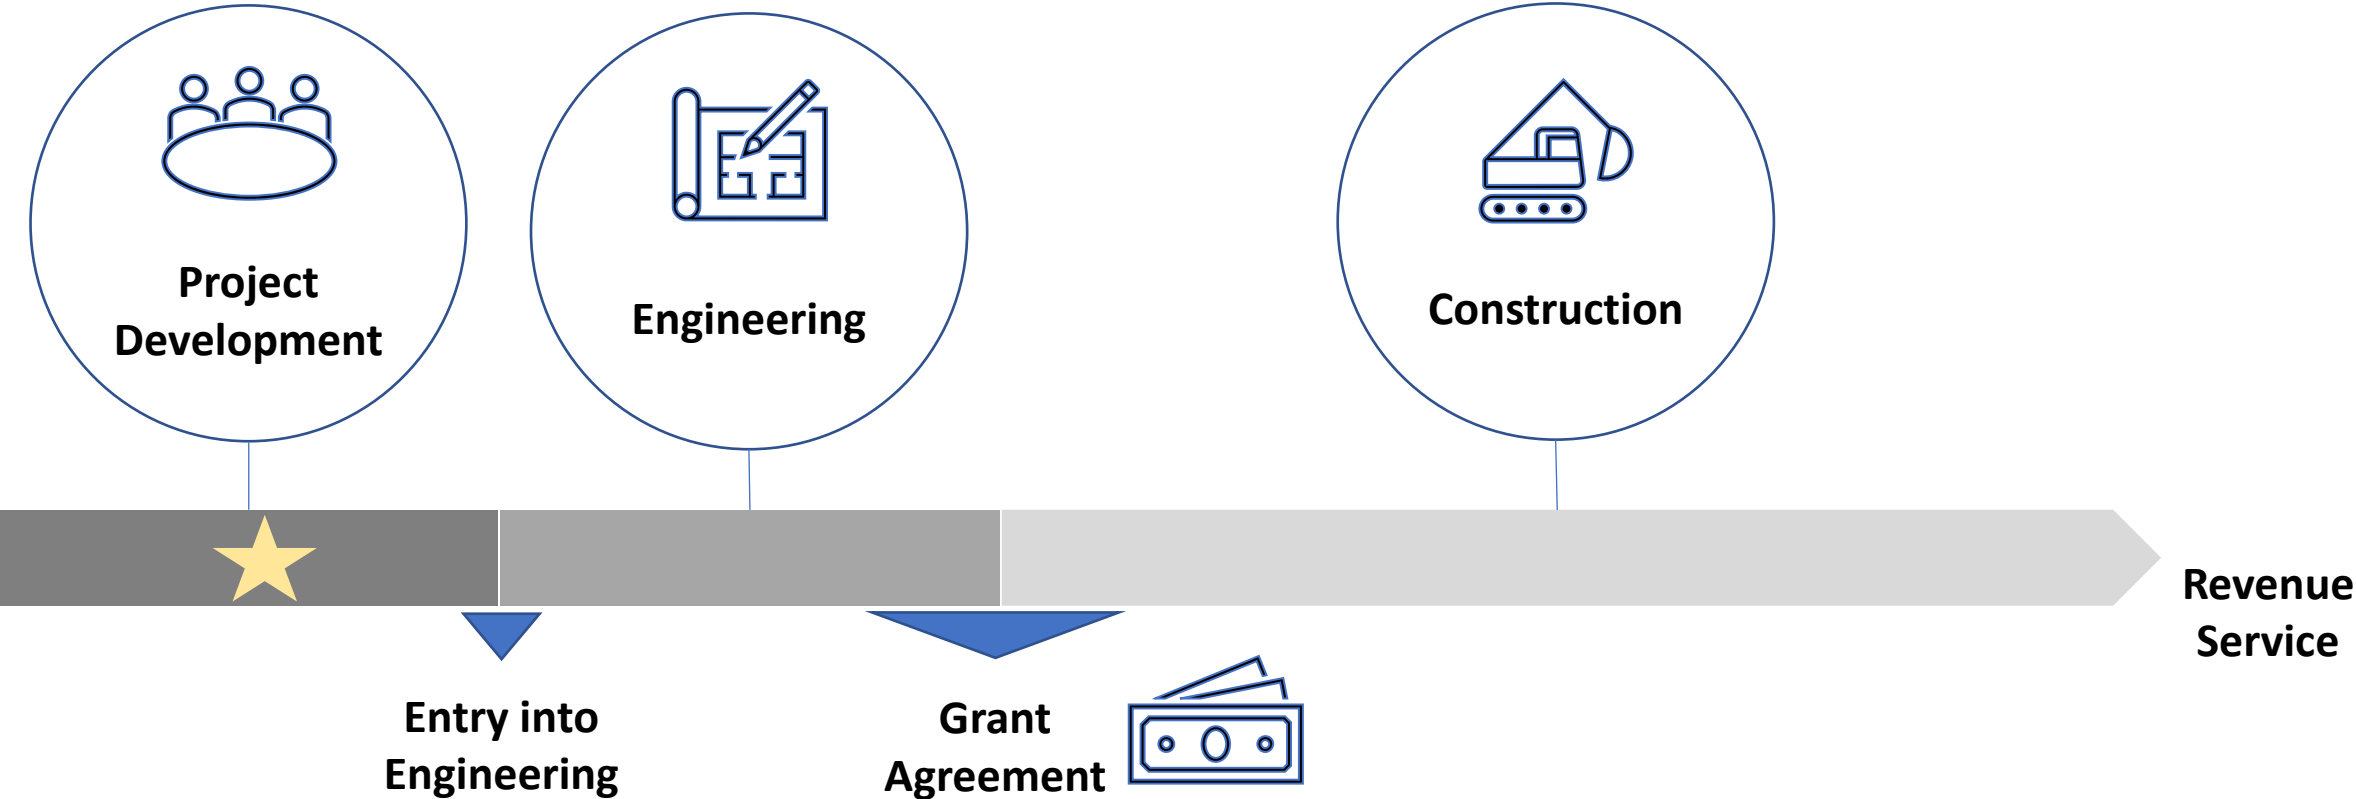 Project
Development
Engineering
Construction
Revenue
Service
Entry into
Engineering
Grant
Agreement